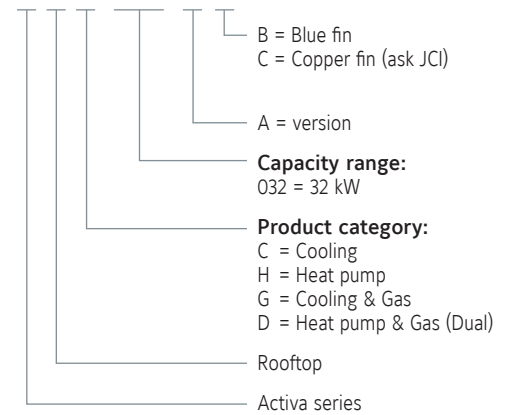 B = Blue fin
C = Copper fin (ask JCI)
A = version
Capacity range:
032 = 32 kW
Product category:
C = Cooling
H = Heat pump
G = Cooling & Gas
D = Heat pump & Gas (Dual)
Rooftop
Activa series